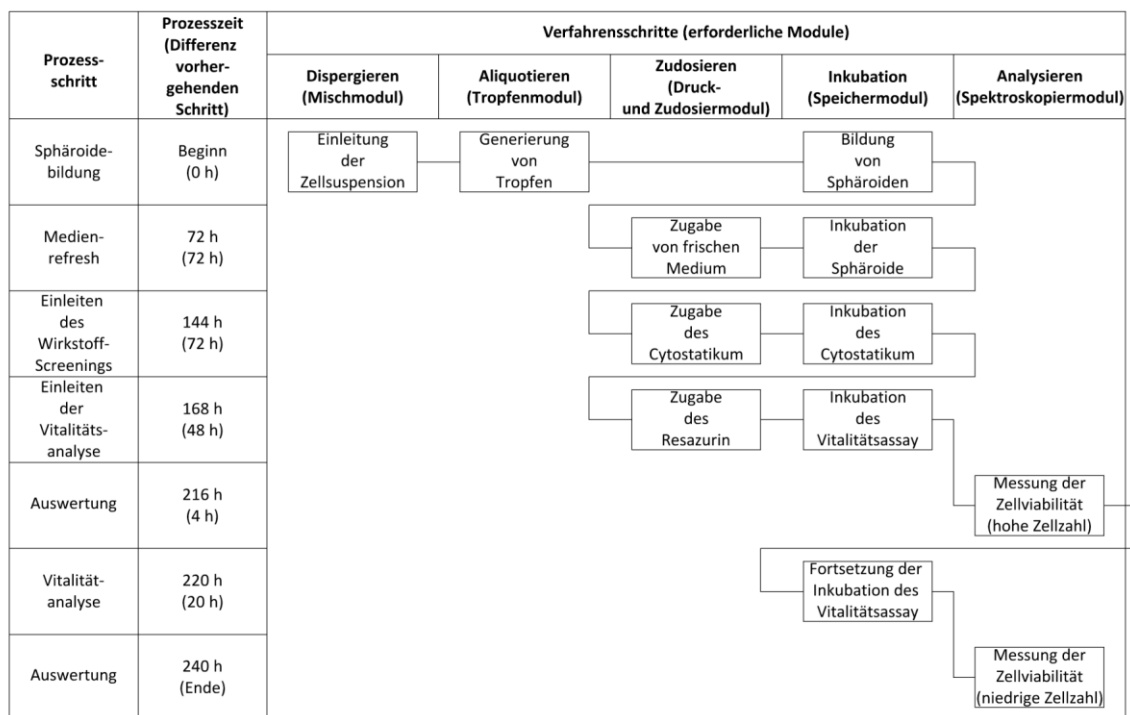 Prozess-
schritt
Prozesszeit
(Differenz
vorher-
gehenden
Schritt)
Verfahrensschritte (erforderliche Module)
Dispergieren
(Mischmodul)
Aliquotieren
(Tropfenmodul)
Zudosieren
(Druck-
und Zudosiermodul)
Inkubation
(Speichermodul)
Analysieren
(Spektroskopiermodul)
Sphäroide-
bildung
Beginn
(0 h)
Einleitung
der
Zellsuspension
Generierung
von
Tropfen
Bildung
von
Sphäroiden
Medien-
refresh
72 h
(72 h)
Zugabe
von frischen
Medium
Inkubation
der
Sphäroide
Einleiten
des
Wirkstoff-
Screenings
144 h
(72 h)
Zugabe
des
Cytostatikum
Inkubation
des
Cytostatikum
Einleiten
der
Vitalitäts-
analyse
168 h
(48 h)
Zugabe
des
Resazurin
Inkubation
des
Vitalitätsassay
Auswertung
216 h
(4 h)
Messung der
Zellviabilität
(hohe Zellzahl)
Vitalität-
analyse
220 h
(20 h)
Fortsetzung der
Inkubation des
Vitalitätsassay
Auswertung
240 h
(Ende)
Messung der
Zellviabilität
(niedrige Zellzahl)